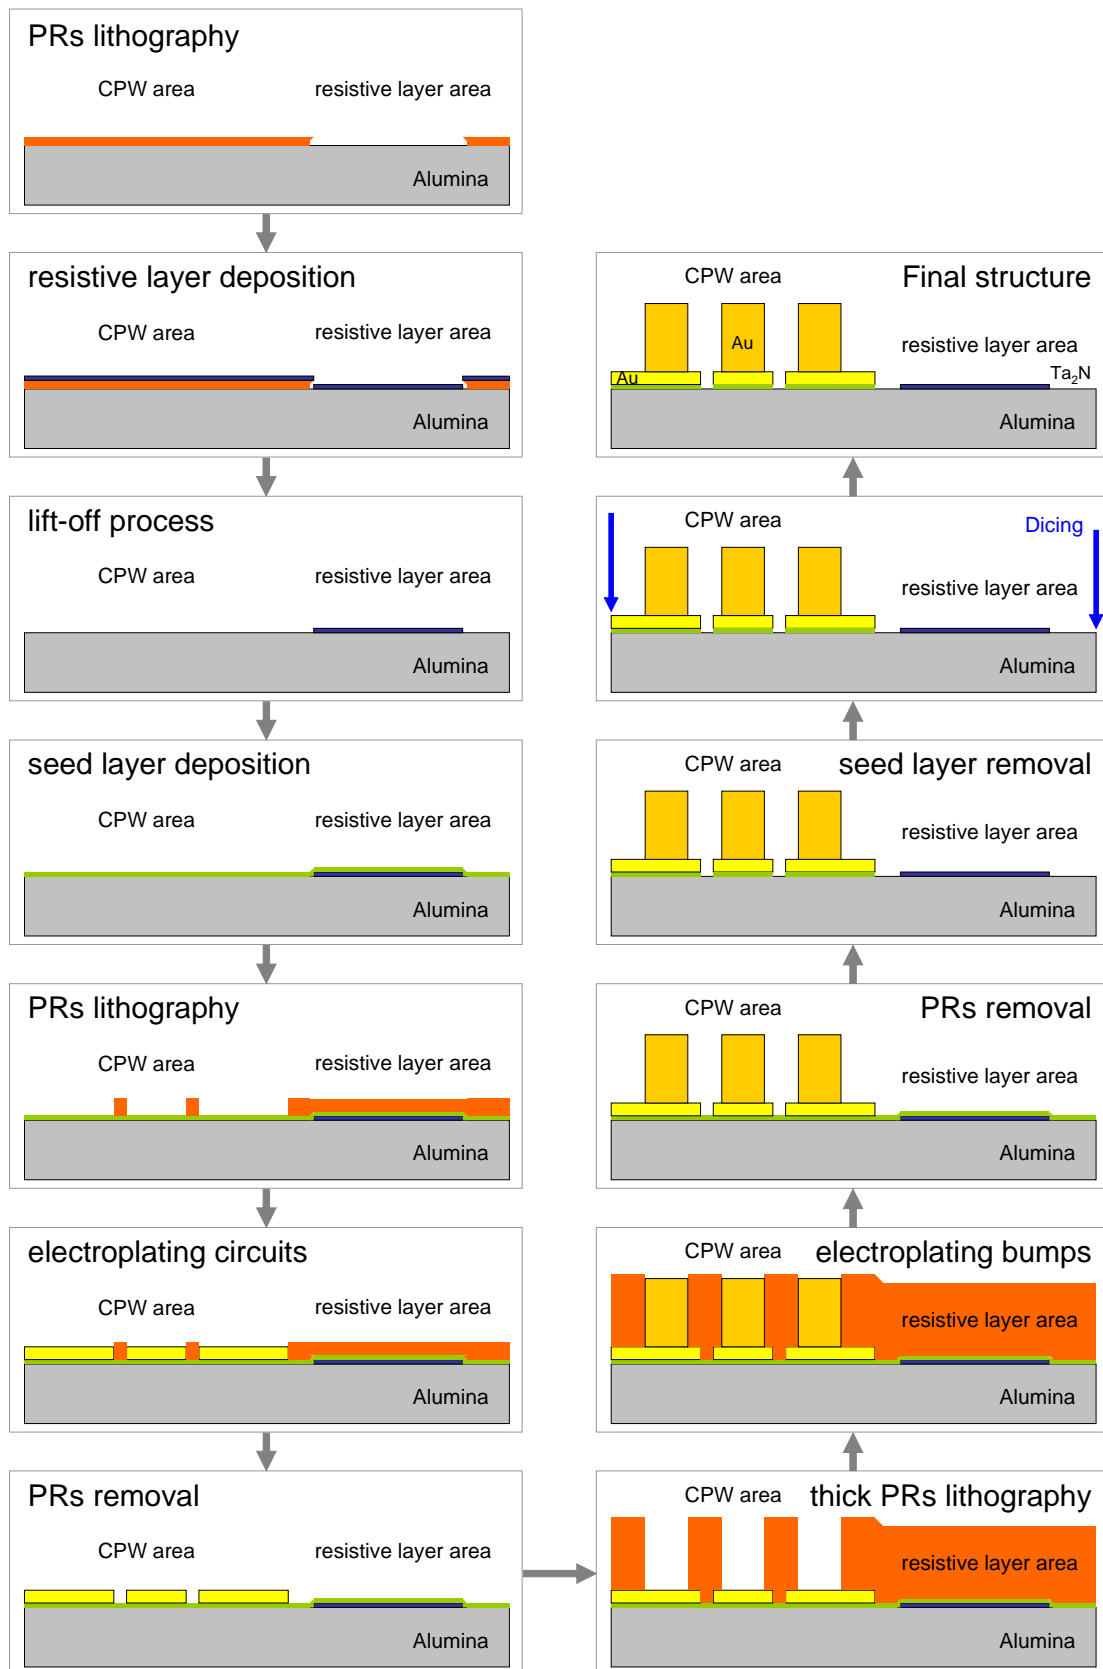 PRs lithography
CPW area
resistive layer area
Alumina
resistive layer deposition
CPW area
resistive layer area
Alumina
lift-off process
CPW area
resistive layer area
Alumina
seed layer deposition
CPW area
resistive layer area
Alumina
PRs lithography
CPW area
resistive layer area
Alumina
electroplating circuits
CPW area
resistive layer area
Alumina
PRs removal
CPW area
resistive layer area
Alumina
CPW area
thick PRs lithography
resistive layer area
Alumina
CPW area
electroplating bumps
resistive layer area
Alumina
CPW area
PRs removal
resistive layer area
Alumina
CPW area
seed layer removal
resistive layer area
Alumina
CPW area
Dicing
resistive layer area
Alumina
CPW area
Final structure
Au
resistive layer area
Au
Ta₂N
Alumina